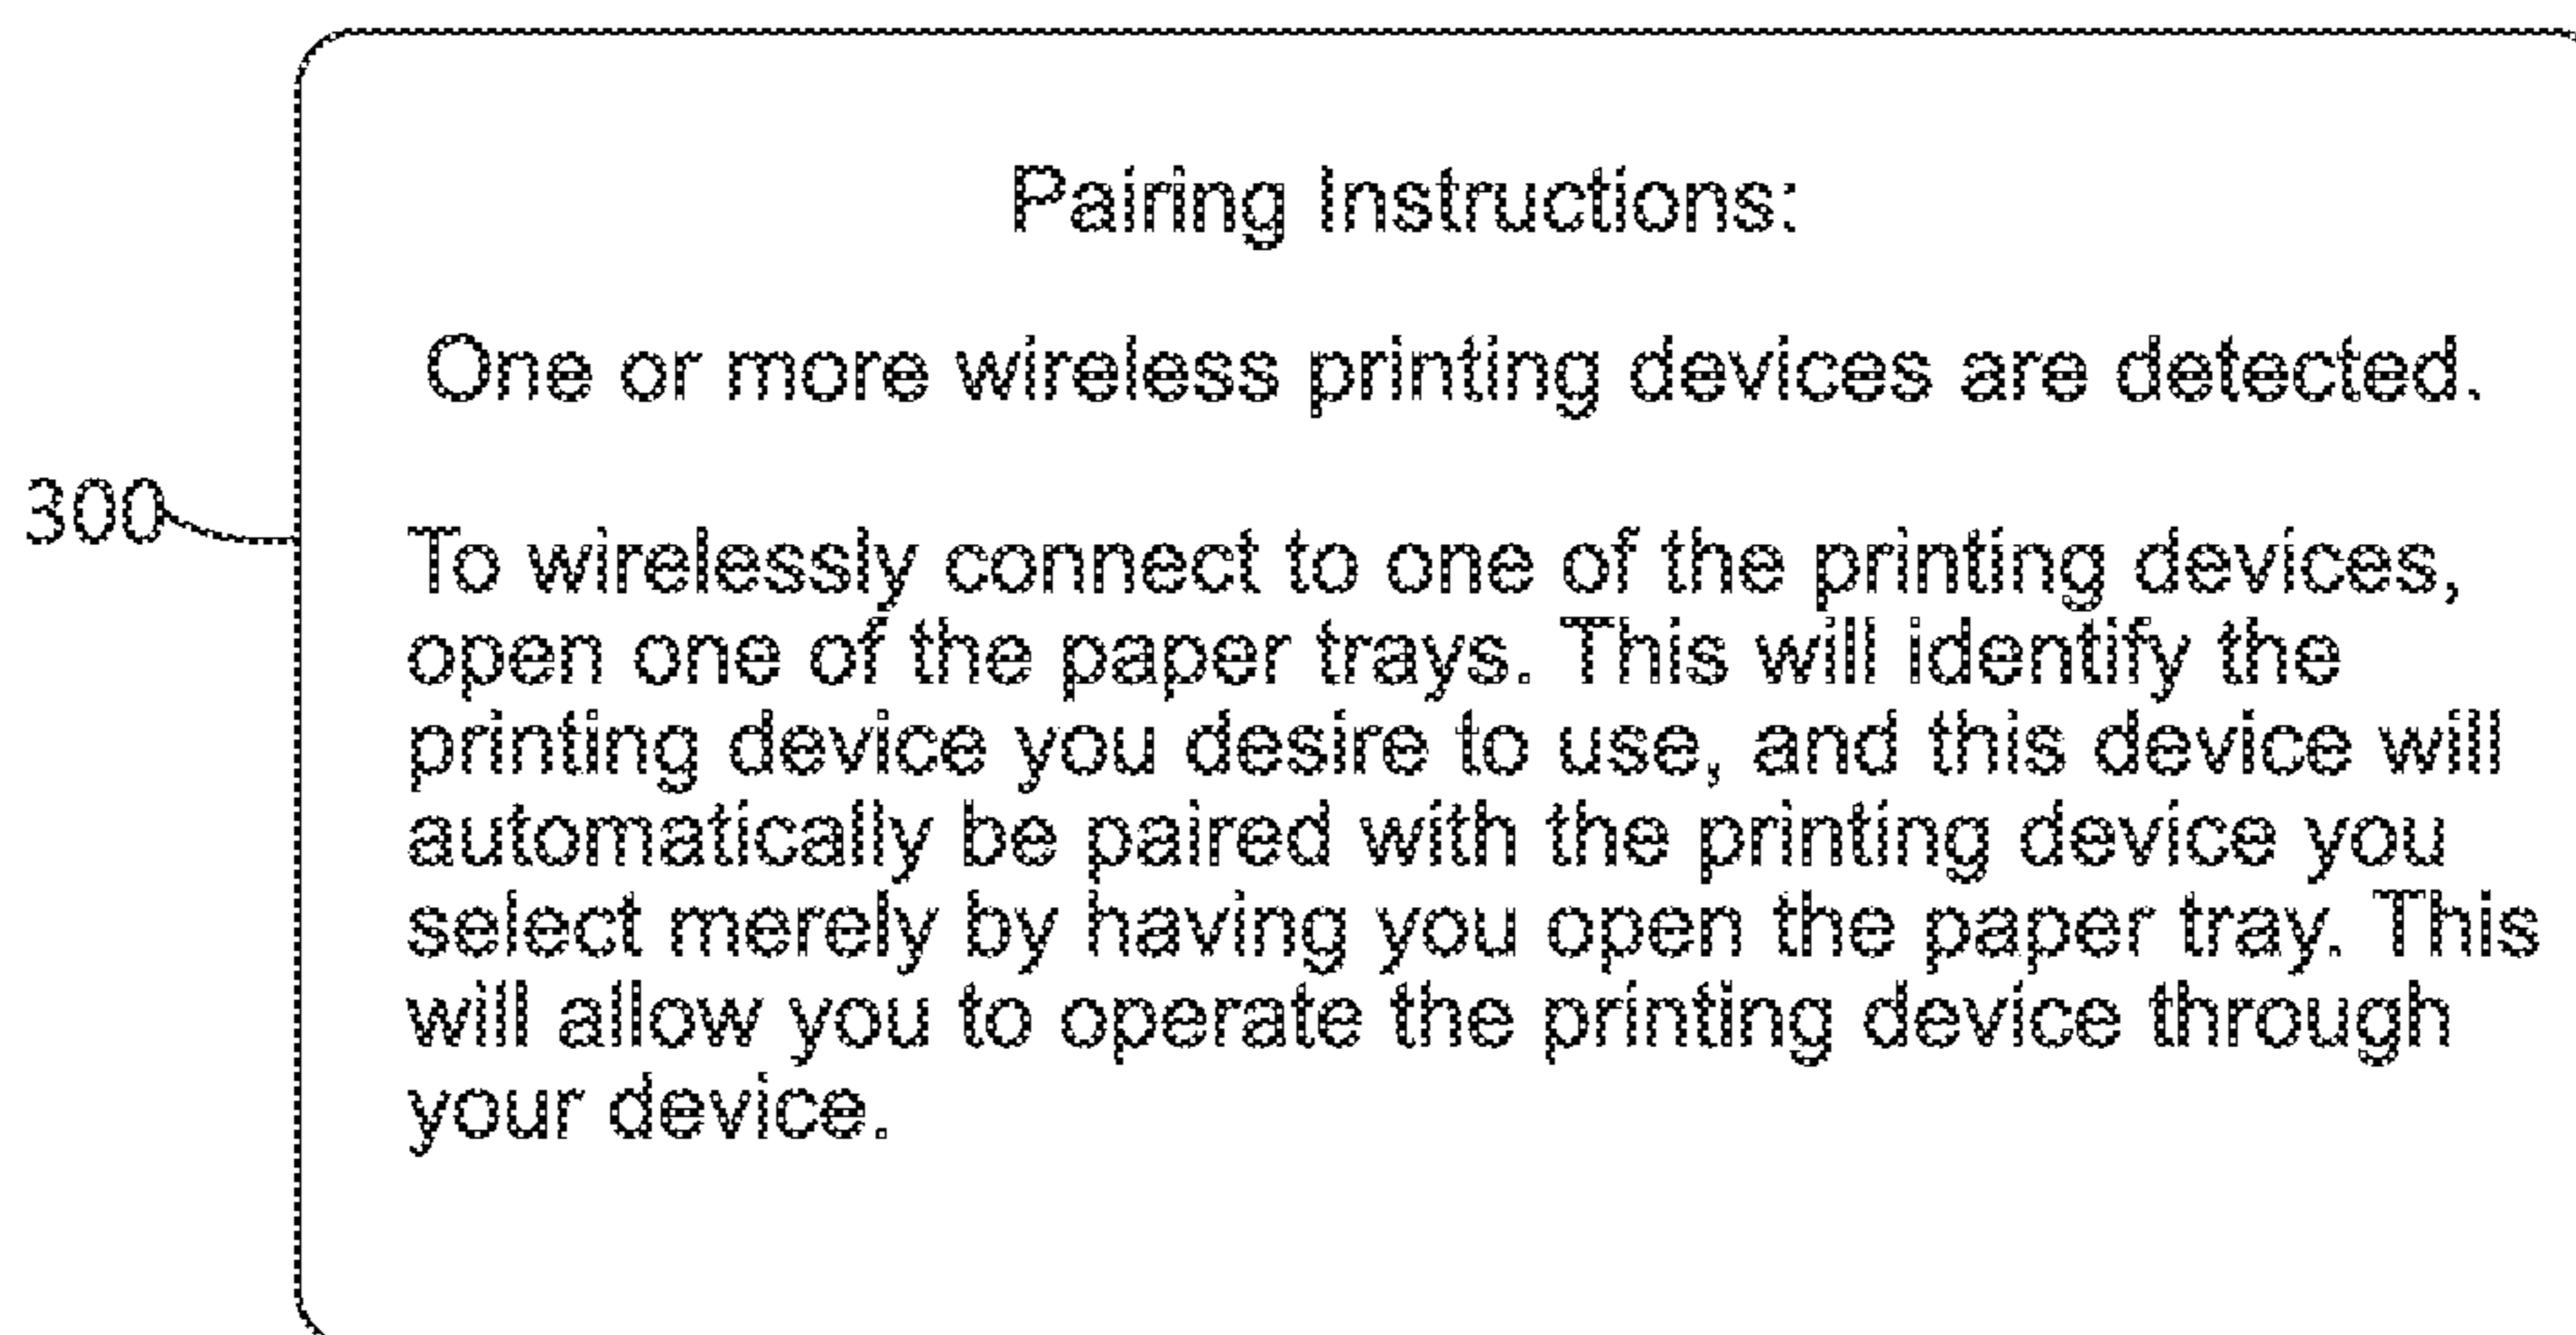 Pairing Instructions:
One or more wireless printing devices are detected.
300
To wirelessly connect to one of the printing devices,
open one of the paper trays. This will identify the
printing device you desire to use, and this device will
automatically be paired with the printing device you
select merely by having you open the paper tray. This
will allow you to operate the printing device through
your device.